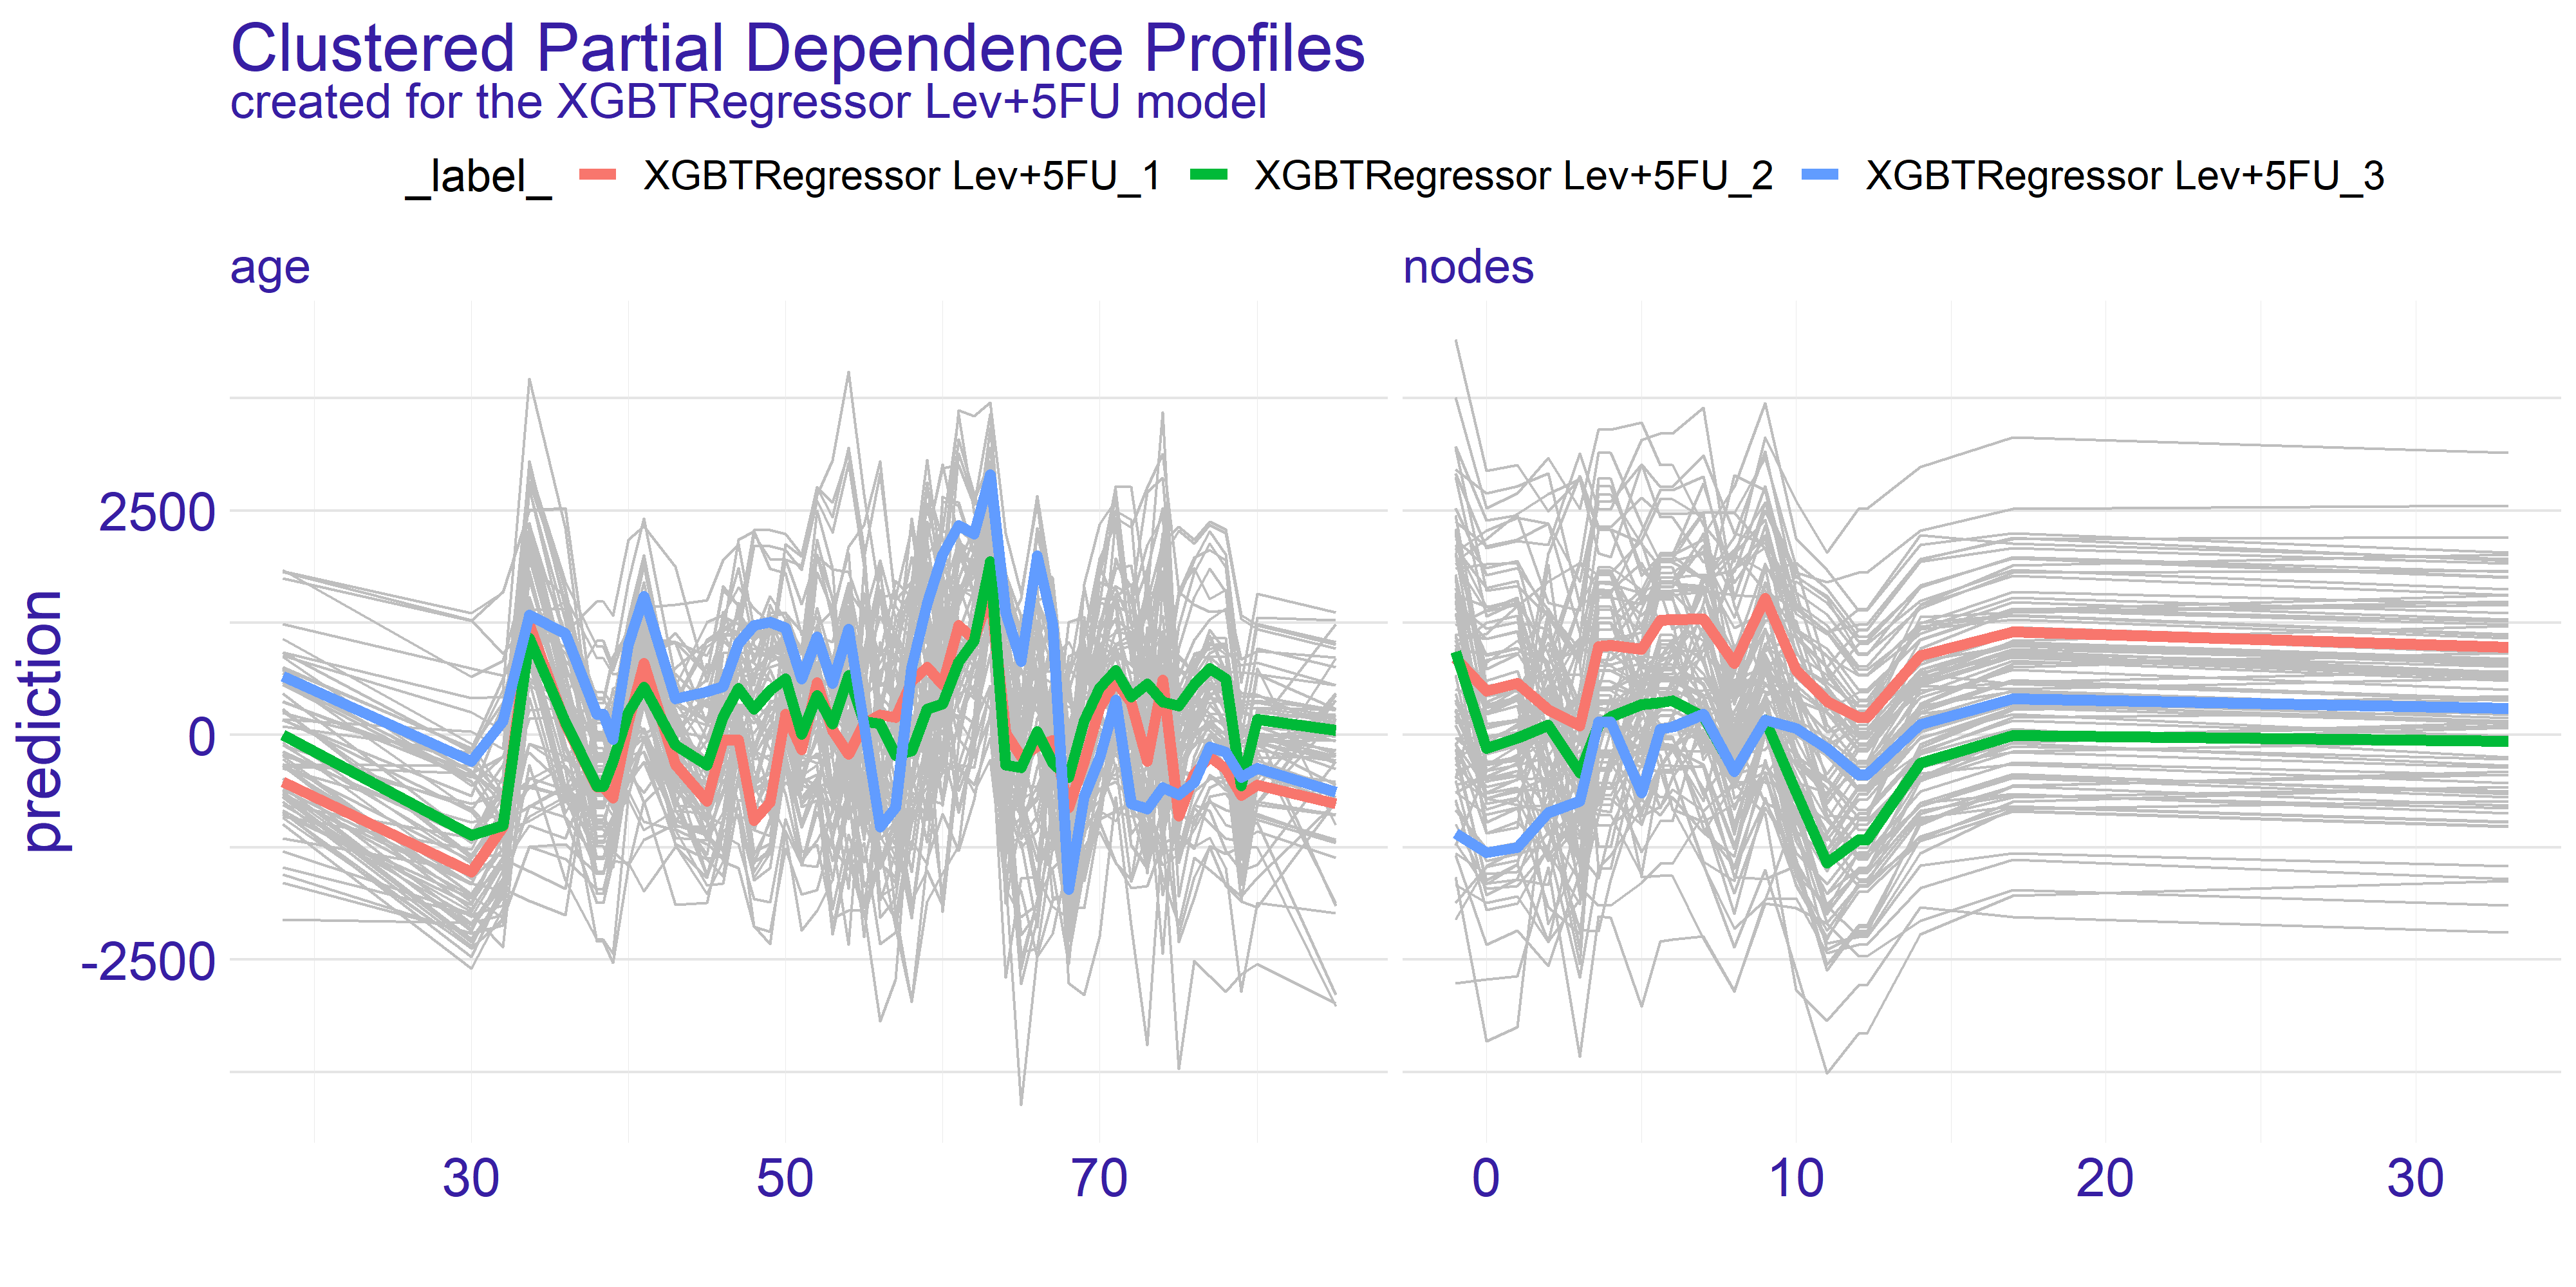 Clustered Partial Dependence Profiles
created for the XGBTRegressor Lev+5FU model
_label_ XGBTRegressor Lev+5FU_1 XGBTRegressor Lev+5FU_2 XGBTRegressor Lev+5FU_3
age nodes
prediction
2500
0
-2500
30 50 70 0 10 20 30